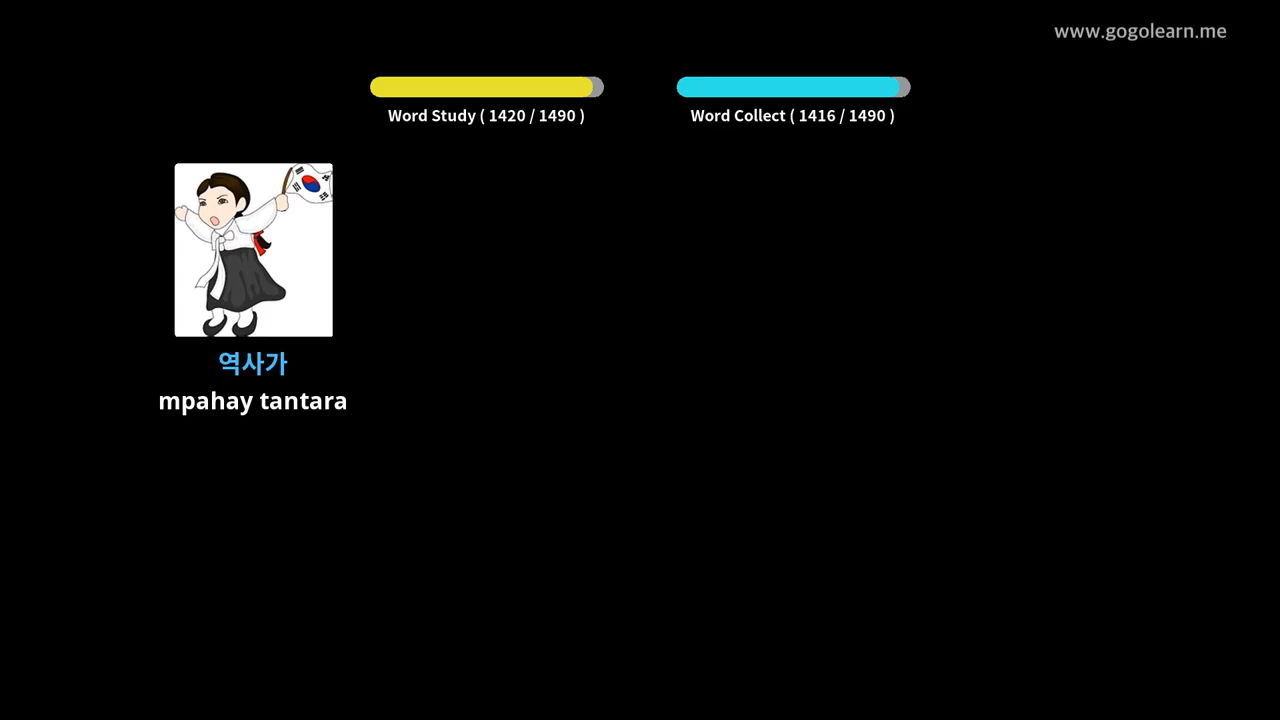 www.gogolearn.me
Word Study ( 1420 / 1490 )
Word Collect ( 1416 / 1490 )
역사가
mpahay tantara